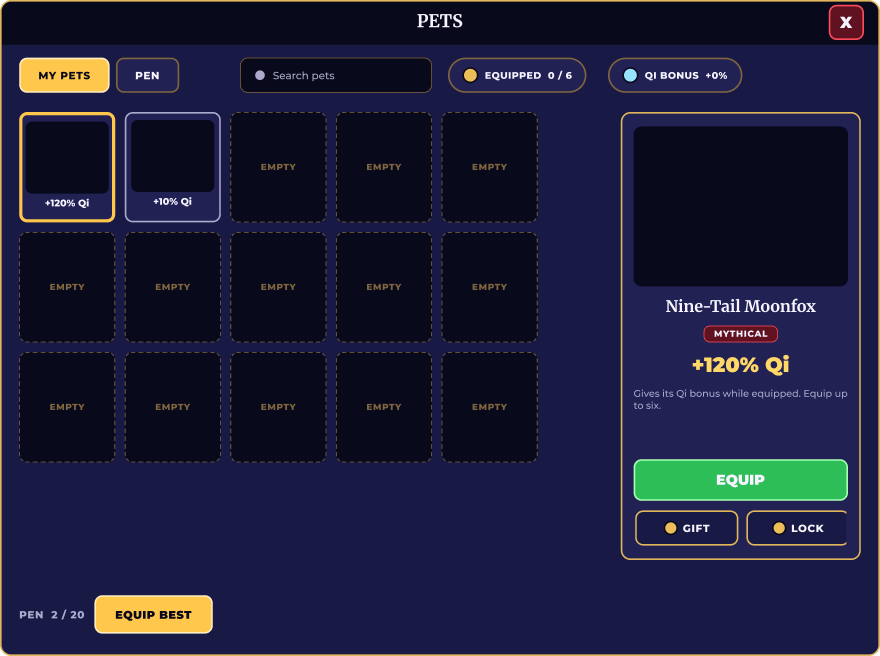 PETS
X
MY PETS
PEN
Search pets
EQUIPPED 0 / 6
QI BONUS +0%
+120% Qi
+10% Qi
EMPTY
EMPTY
EMPTY
EMPTY
EMPTY
EMPTY
EMPTY
EMPTY
EMPTY
EMPTY
EMPTY
EMPTY
EMPTY
Nine-Tail Moonfox
MYTHICAL
+120% Qi
Gives its Qi bonus while equipped. Equip up
to six.
EQUIP
GIFT
LOCK
PEN 2 / 20
EQUIP BEST